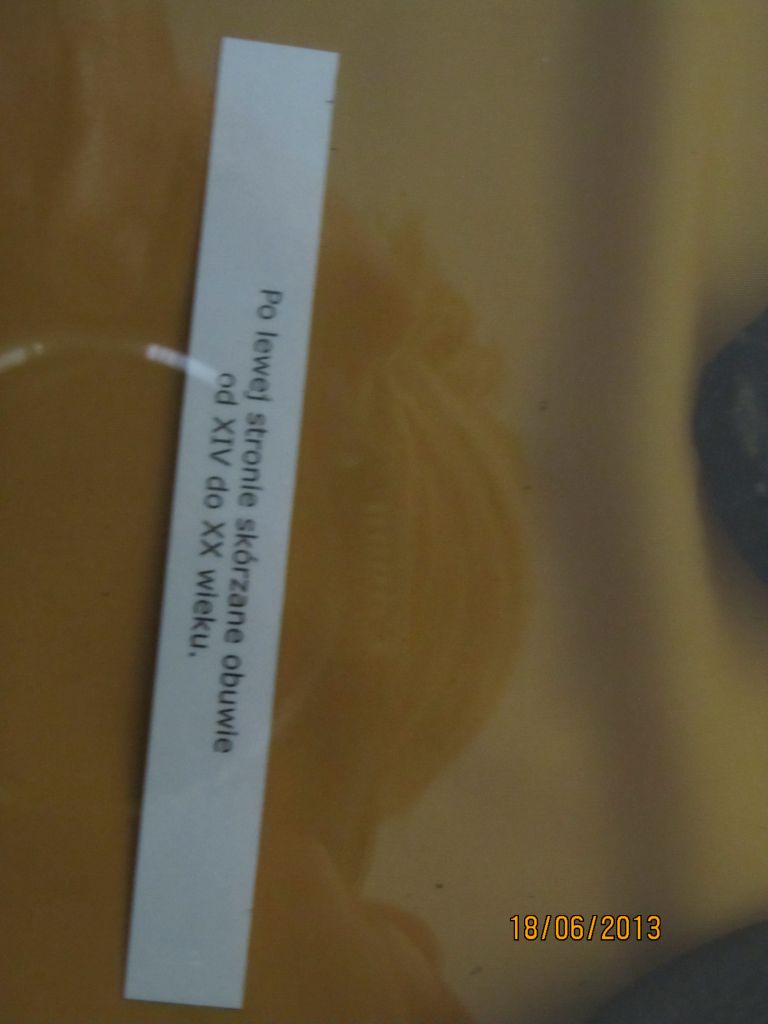 Po lewej stronie skórzane obuwie
od XIV do XX wieku.
18/06/2013